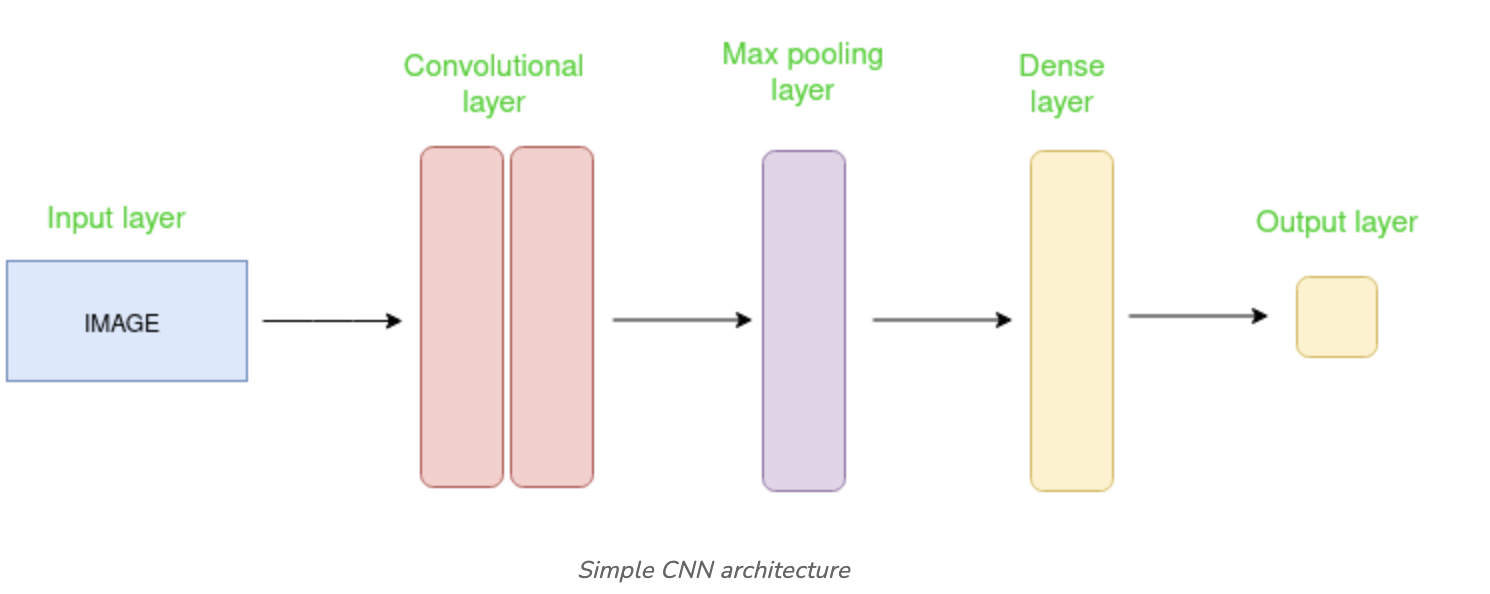 Convolutional
layer
Max pooling
layer
Dense
layer
Input layer
Output layer
IMAGE
Simple CNN architecture